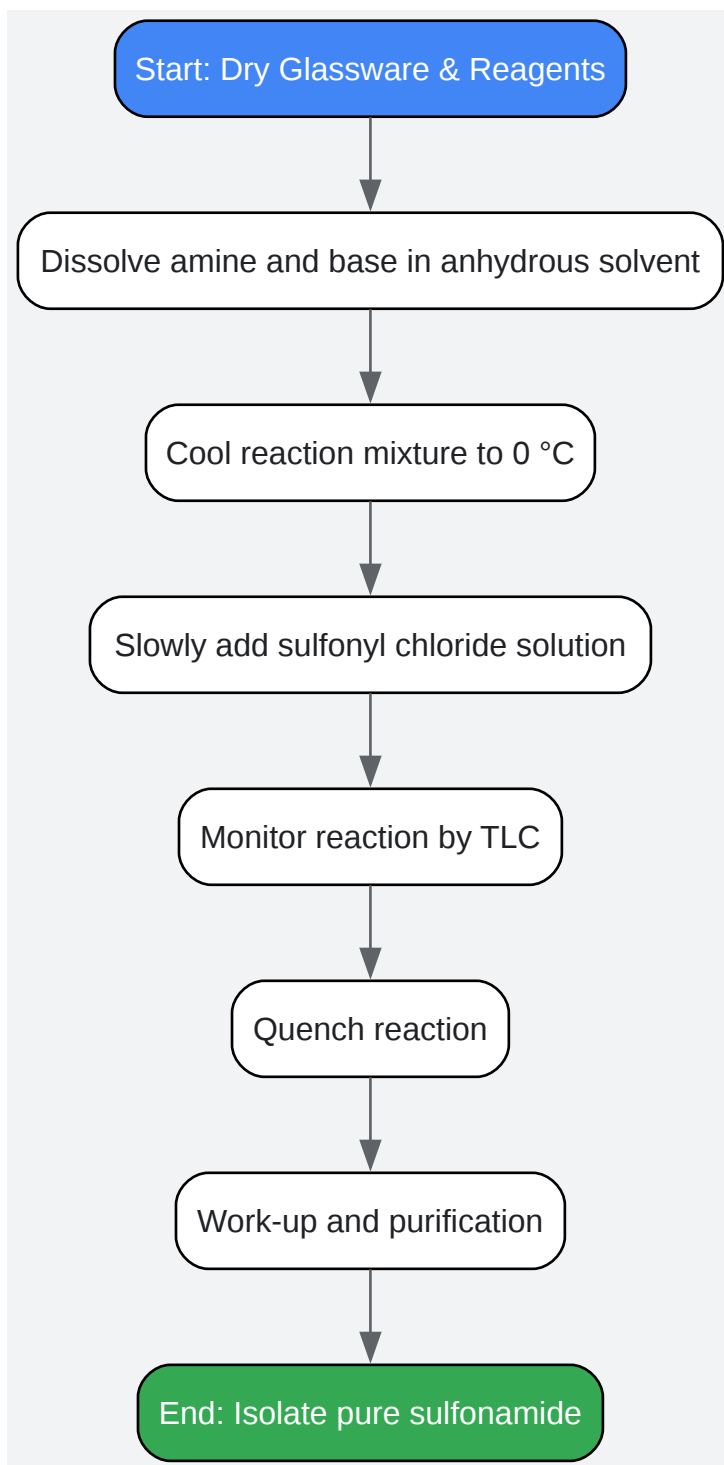 Start: Dry Glassware & Reagents
Dissolve amine and base in anhydrous solvent
Cool reaction mixture to 0 °C
Slowly add sulfonyl chloride solution
Monitor reaction by TLC
Quench reaction
Work-up and purification
End: Isolate pure sulfonamide